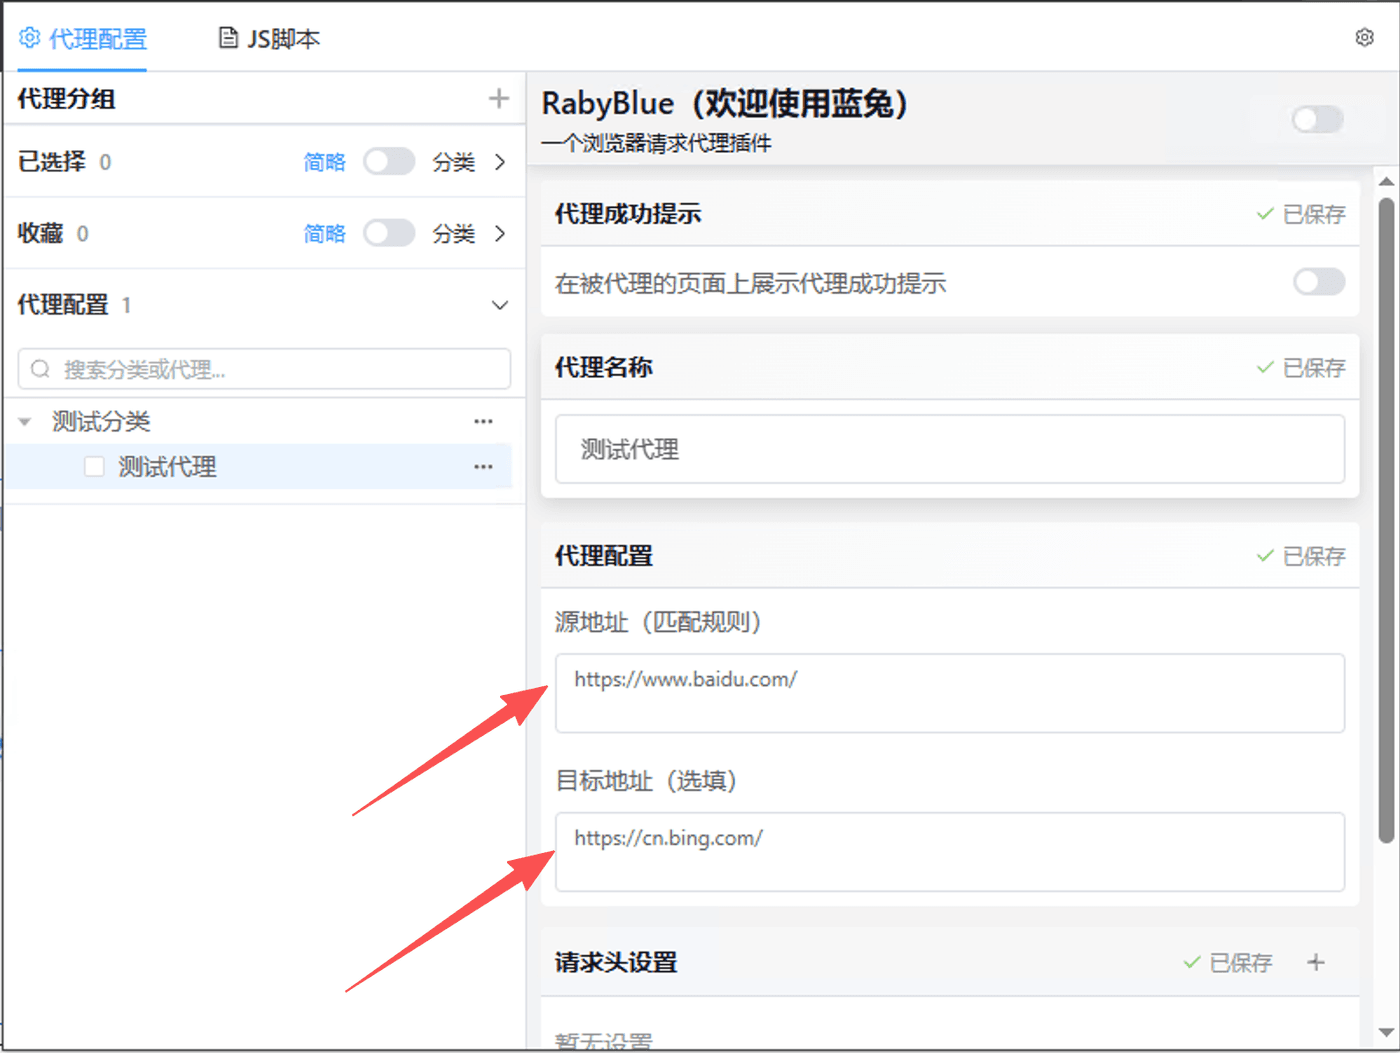 代理配置
JS脚本
代理分组
已选择 0 简略 分类
收藏 0 简略 分类
代理配置 1
搜索分类或代理...
测试分类
测试代理
RabyBlue（欢迎使用蓝兔）
一个浏览器请求代理插件
代理成功提示 已保存
在被代理的页面上展示代理成功提示
代理名称 已保存
测试代理
代理配置 已保存
源地址（匹配规则）
https://www.baidu.com/
目标地址（选填）
https://cn.bing.com/
请求头设置 已保存
暂无设置